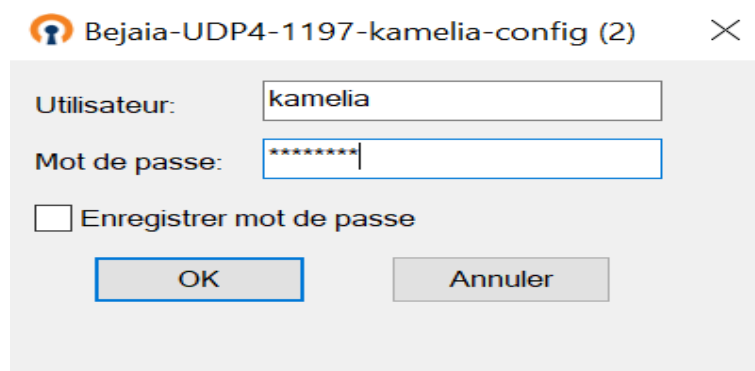 Bejaia-UDP4-1197-kamelia-config (2)
Utilisateur: kamelia
Mot de passe: ********
Enregistrer mot de passe
OK Annuler